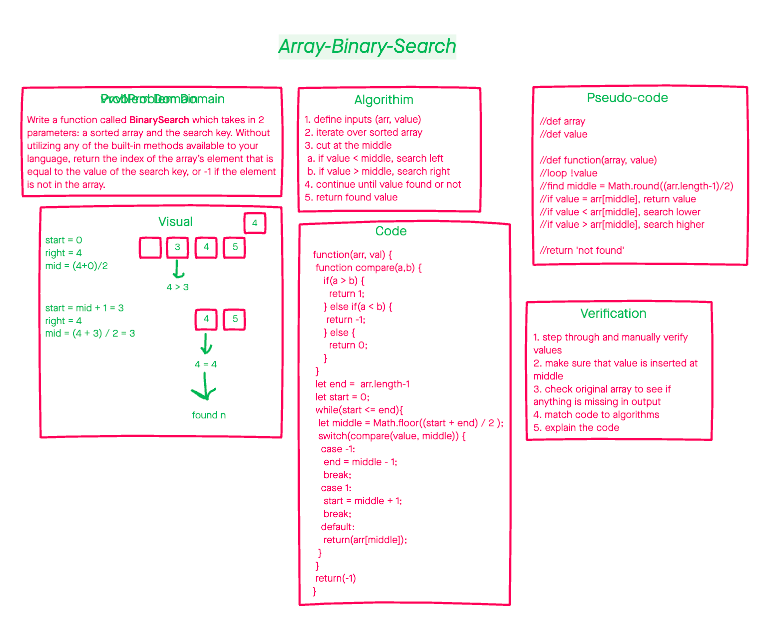 Array-Binary-Search
Problem Domain
Write a function called BinarySearch which takes in 2
parameters: a sorted array and the search key. Without
utilizing any of the built-in methods available to your
language, return the index of the array's element that is
equal to the value of the search key, or -1 if the element
is not in the array.
Algorithim
1. define inputs (arr, value)
2. iterate over sorted array
3. cut at the middle
a. if value < middle, search left
b. if value > middle, search right
4. continue until value found or not
5. return found value
Pseudo-code
//def array
//def value
//def function(array, value)
//loop !value
//find middle = Math.round((arr.length-1)/2)
//if value = arr[middle], return value
//if value < arr[middle], search lower
//if value > arr[middle], search higher
//return 'not found'
Visual
4
start = 0
right = 4
mid = (4+0)/2
3 4 5
4 > 3
start = mid + 1 = 3
right = 4
mid = (4 + 3) / 2 = 3
4 5
4 = 4
found n
Code
function(arr, val) {
function compare(a,b) {
if(a > b) {
return 1;
} else if(a < b) {
return -1;
} else {
return 0;
}
}
let end = arr.length-1
let start = 0;
while(start <= end){
let middle = Math.floor((start + end) / 2 );
switch(compare(value, middle)) {
case -1:
end = middle - 1;
break;
case 1:
start = middle + 1;
break;
default:
return(arr[middle]);
}
}
return(-1)
}
Verification
1. step through and manually verify
values
2. make sure that value is inserted at
middle
3. check original array to see if
anything is missing in output
4. match code to algorithms
5. explain the code